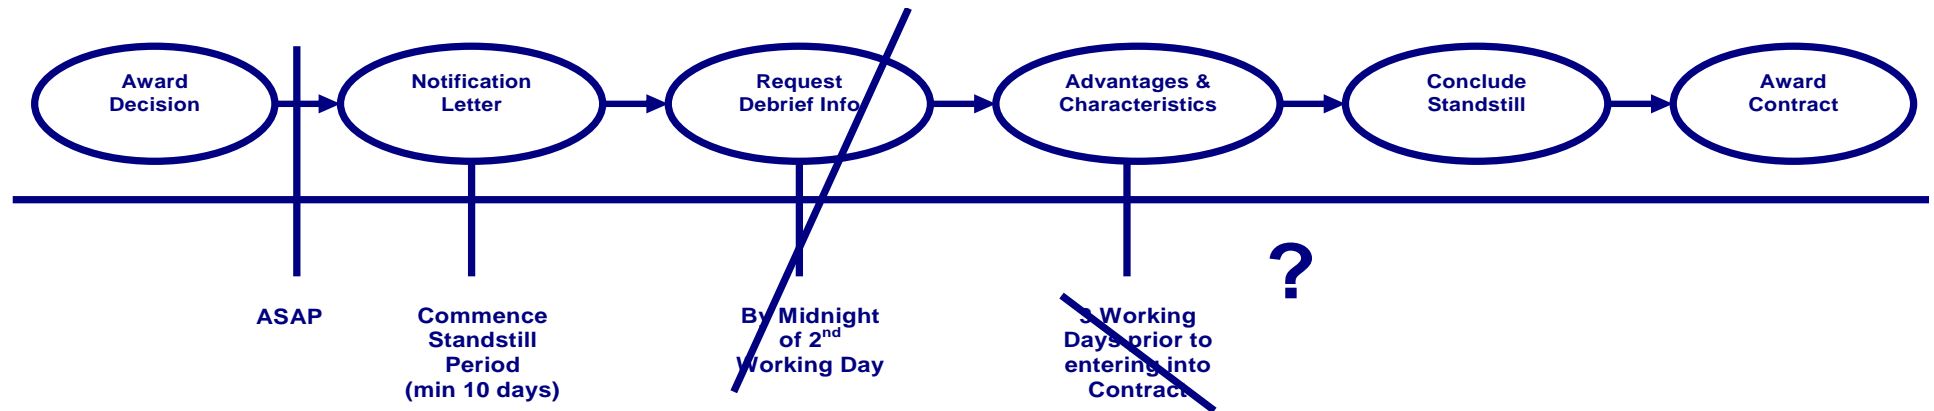 Award
Decision
Notification
Letter
Request
Debrief Info
Advantages &
Characteristics
Conclude
Standstill
Award
Contract
?
ASAP
Commence
Standstill
Period
(min 10 days)
By Midnight
of 2nd
Working Day
3 Working
Days prior to
entering into
Contract